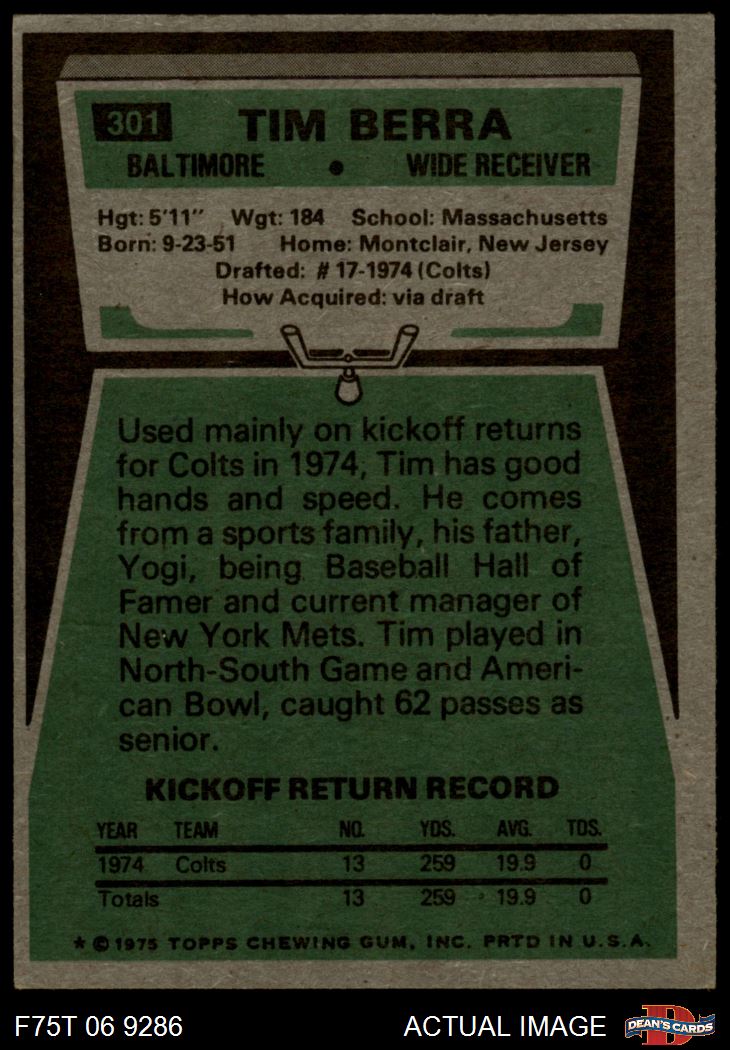 301 TIM BERRA
BALTIMORE • WIDE RECEIVER
Hgt: 5'11" Wgt: 184 School: Massachusetts
Born: 9-23-51 Home: Montclair, New Jersey
Drafted: # 17-1974 (Colts)
How Acquired: via draft
Used mainly on kickoff returns
for Colts in 1974, Tim has good
hands and speed. He comes
from a sports family, his father,
Yogi, being Baseball Hall of
Famer and current manager of
New York Mets. Tim played in
North-South Game and Ameri-
can Bowl, caught 62 passes as
senior.
KICKOFF RETURN RECORD
YEAR TEAM NO. YDS. AVG. TDS.
1974 Colts 13 259 19.9 0
Totals 13 259 19.9 0
* © 1975 TOPPS CHEWING GUM, INC. PRTD IN U.S.A.
F75T 06 9286 ACTUAL IMAGE D DEAN'S CARDS